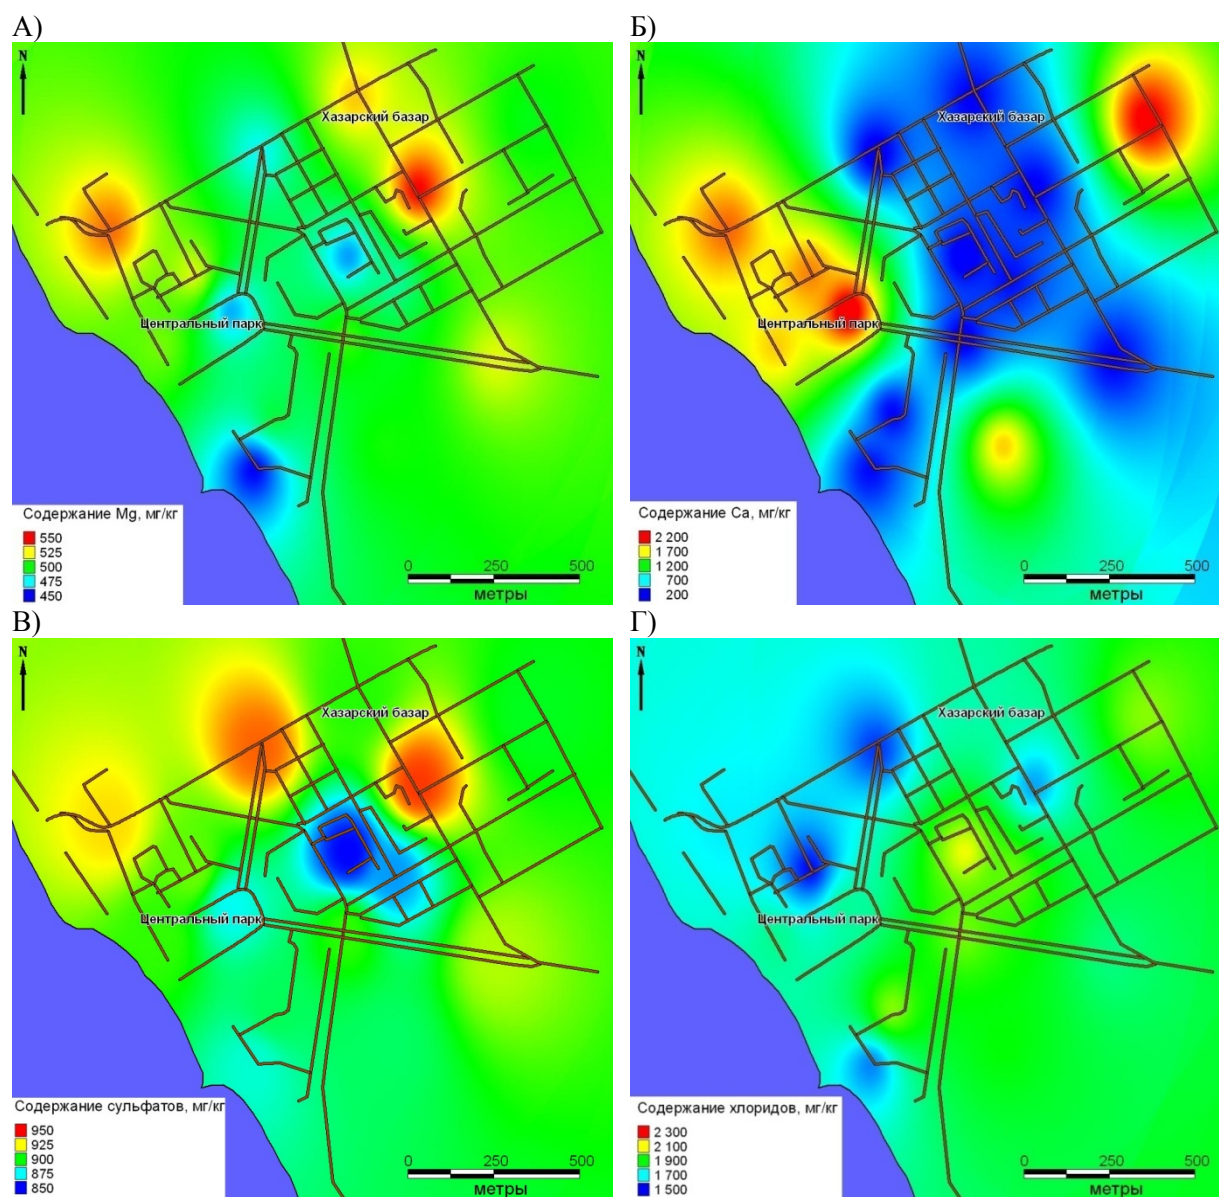 А)
N
Хазарский базар
Центральный парк
Содержание Mg, мг/кг
550
525
500
475
450
0 250 500
метры
Б)
N
Хазарский базар
Центральный парк
Содержание Ca, мг/кг
2 200
1 700
1 200
700
200
0 250 500
метры
В)
N
Хазарский базар
Центральный парк
Содержание сульфатов, мг/кг
950
925
900
875
850
0 250 500
метры
Г)
N
Хазарский базар
Центральный парк
Содержание хлоридов, мг/кг
2 300
2 100
1 900
1 700
1 500
0 250 500
метры